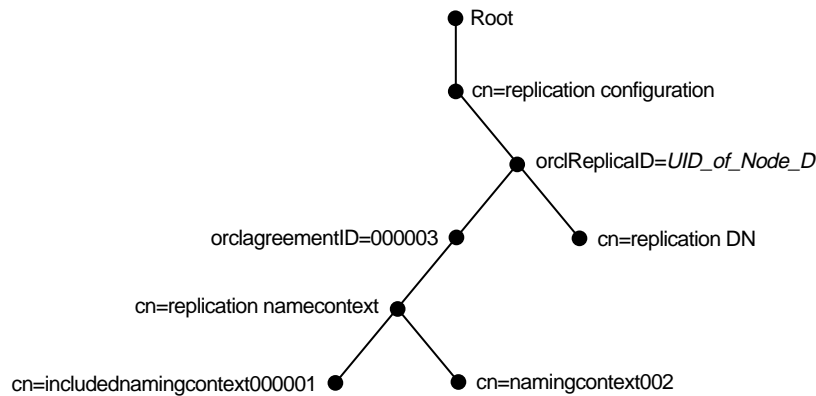 Root
cn=replication configuration
orclReplicaID=UID_of_Node_D
orclagreementID=000003
cn=replication DN
cn=replication namecontext
cn=includednamingcontext000001
cn=namingcontext002